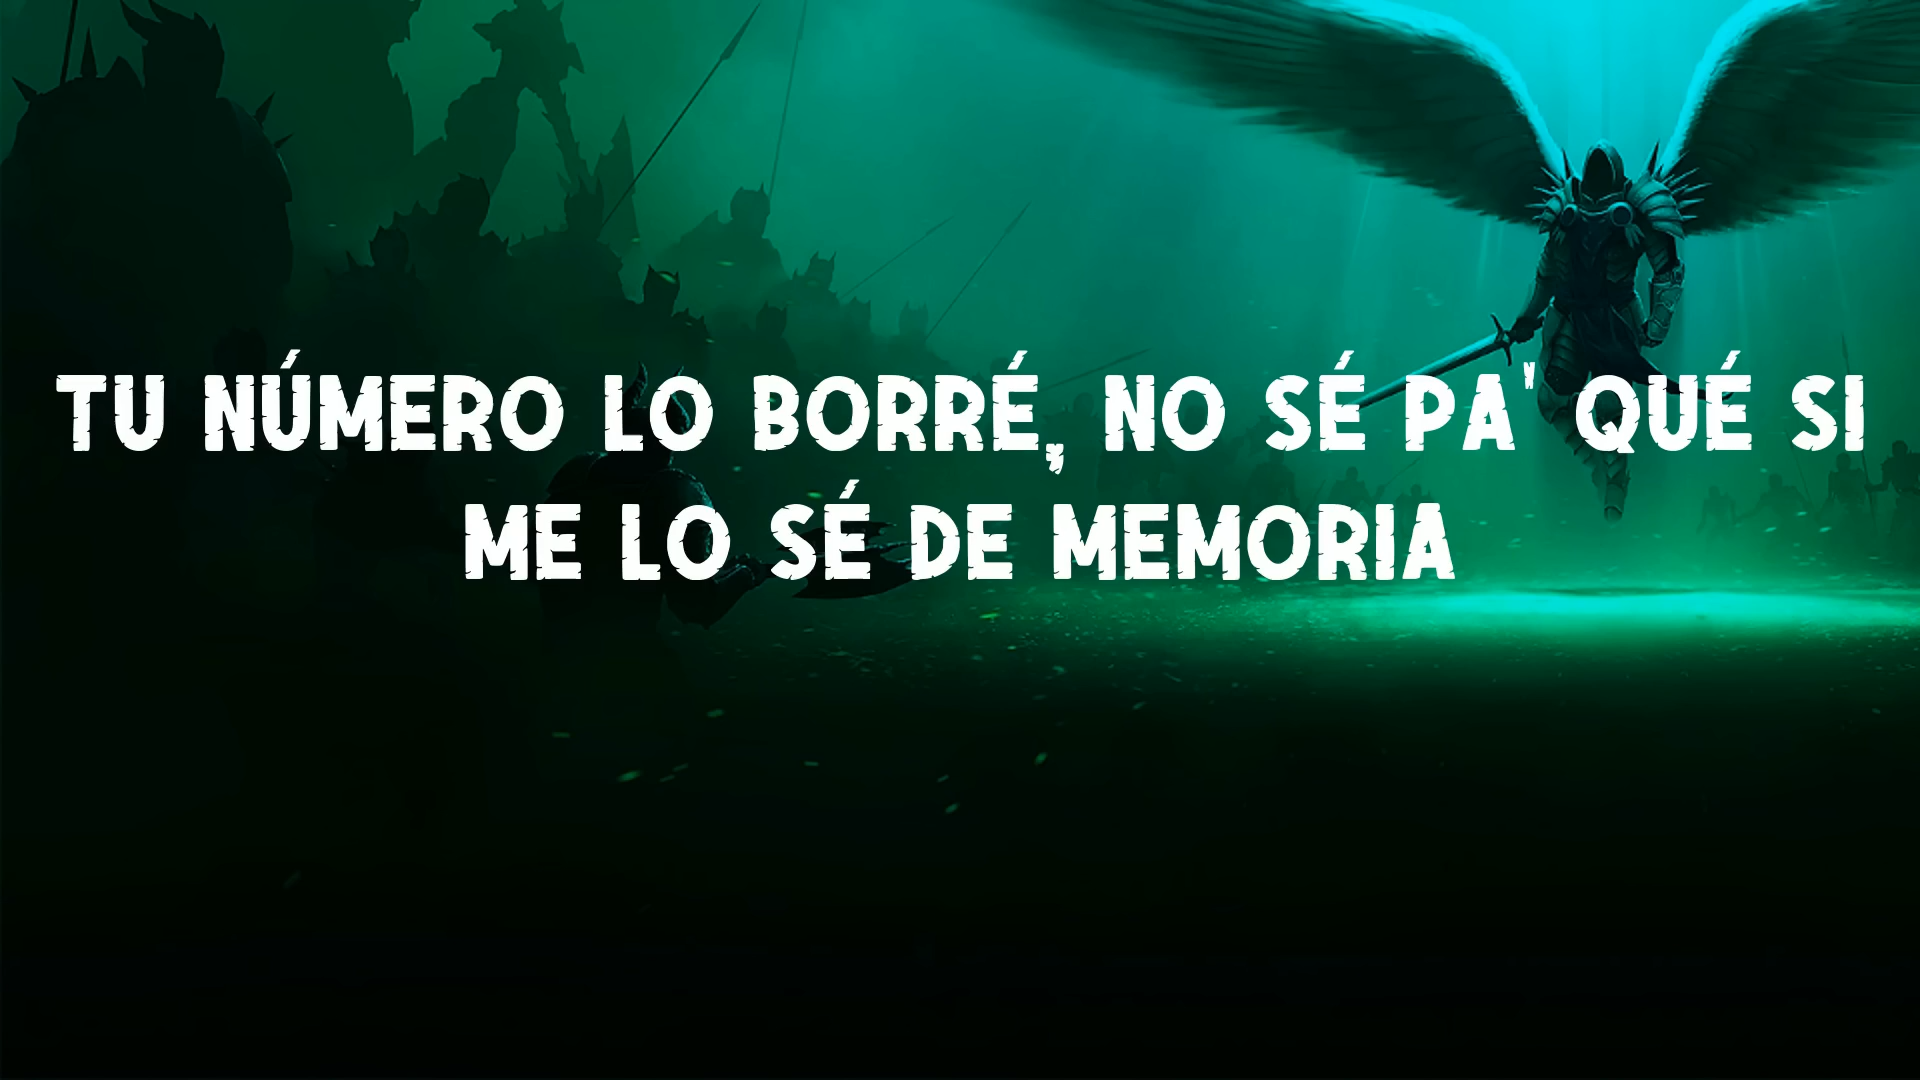 TU NÚMERO LO BORRÉ, NO SÉ PA' QUÉ SI
ME LO SÉ DE MEMORIA